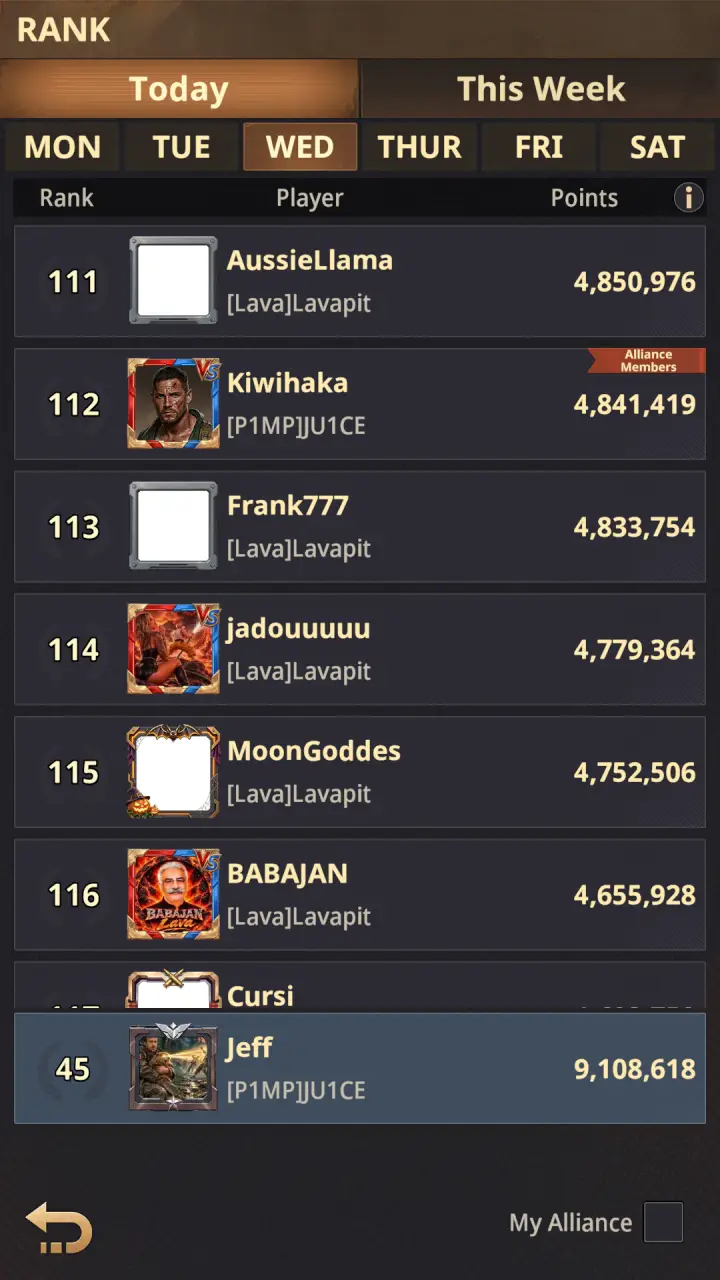 RANK
Today
This Week
MON
TUE
WED
THUR
FRI
SAT
Rank
Player
Points
111
AussieLlama
[Lava]Lavapit
4,850,976
Alliance
Members
112
VS
Kiwihaka
[P1MP]JU1CE
4,841,419
113
Frank777
[Lava]Lavapit
4,833,754
114
VS
jadouuuuu
[Lava]Lavapit
4,779,364
115
MoonGoddes
[Lava]Lavapit
4,752,506
116
VS
BABAJAN
Lava
BABAJAN
[Lava]Lavapit
4,655,928
Cursi
45
Jeff
[P1MP]JU1CE
9,108,618
My Alliance